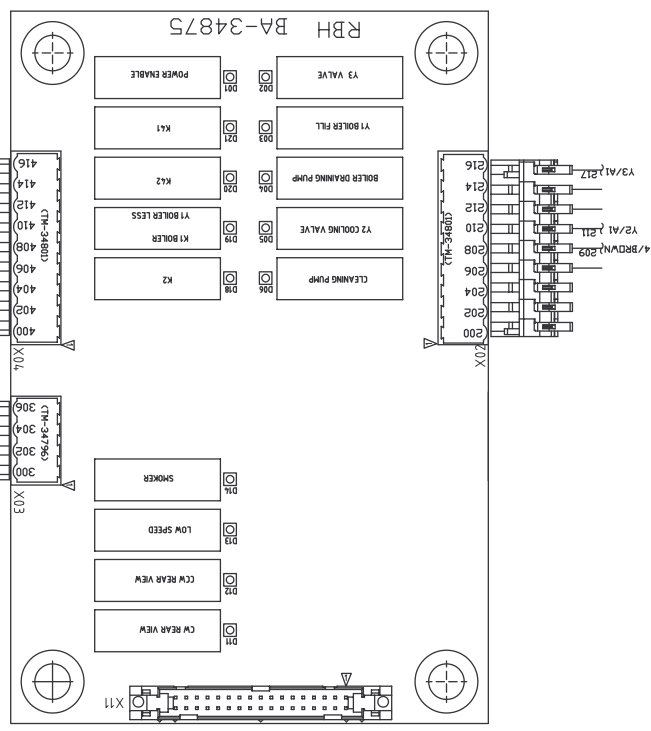 RBH BA-34875
POWER ENABLE
D01
D02
Y3 VALVE
K41
D21
D03
Y1 BOILER FILL
K42
D20
D04
BOILER DRAINING PUMP
Y1 BOILER LESS
K1 BOILER
D19
D05
Y2 COOLING VALVE
K2
D18
D06
CLEANING PUMP
416
414
412
410
408
406
404
402
400
(TM-34801)
X04
306
304
302
300
(TM-34796)
X03
216
214
212
210
208
206
204
202
200
(TM-34801)
X02
217 Y3/A1
211 Y2/A1
209 4/BROWN
SMOKER
D14
LOW SPEED
D13
CCW REAR VIEW
D12
CW REAR VIEW
D11
X11